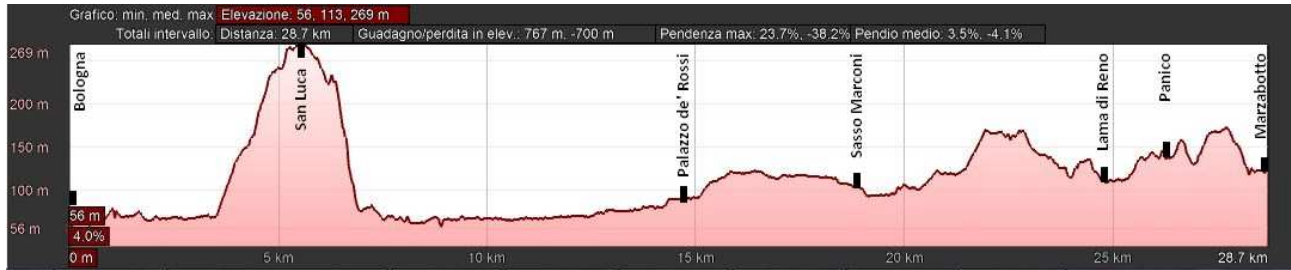 Grafico: min, med, max Elevazione: 56, 113, 269 m
Totali intervallo: Distanza: 28.7 km Guadagno/perdita in elev.: 767 m, -700 m Pendenza max: 23.7%, -38.2% Pendio medio: 3.5%, -4.1%
269 m
200 m
150 m
100 m
56 m
Bologna
San Luca
Palazzo de' Rossi
Sasso Marconi
Lama di Reno
Panico
Marzabotto
56 m
4.0%
0 m 5 km 10 km 15 km 20 km 25 km 28.7 km